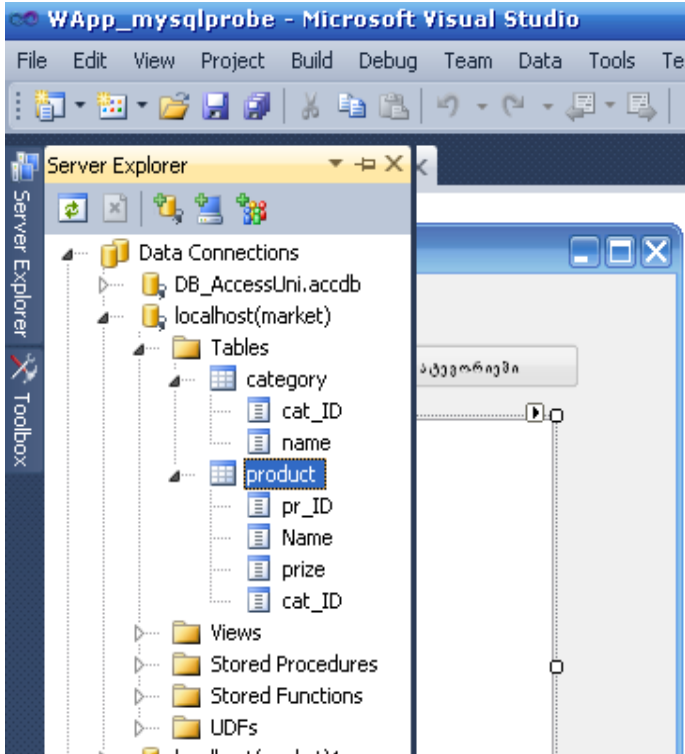 WApp_mysqlprobe - Microsoft Visual Studio
File Edit View Project Build Debug Team Data Tools Te
Server Explorer
Server Explorer
Toolbox
Data Connections
DB_AccessUni.accdb
localhost(market)
Tables
category
cat_ID
name
product
pr_ID
Name
prize
cat_ID
Views
Stored Procedures
Stored Functions
UDFs
ატეგორიები